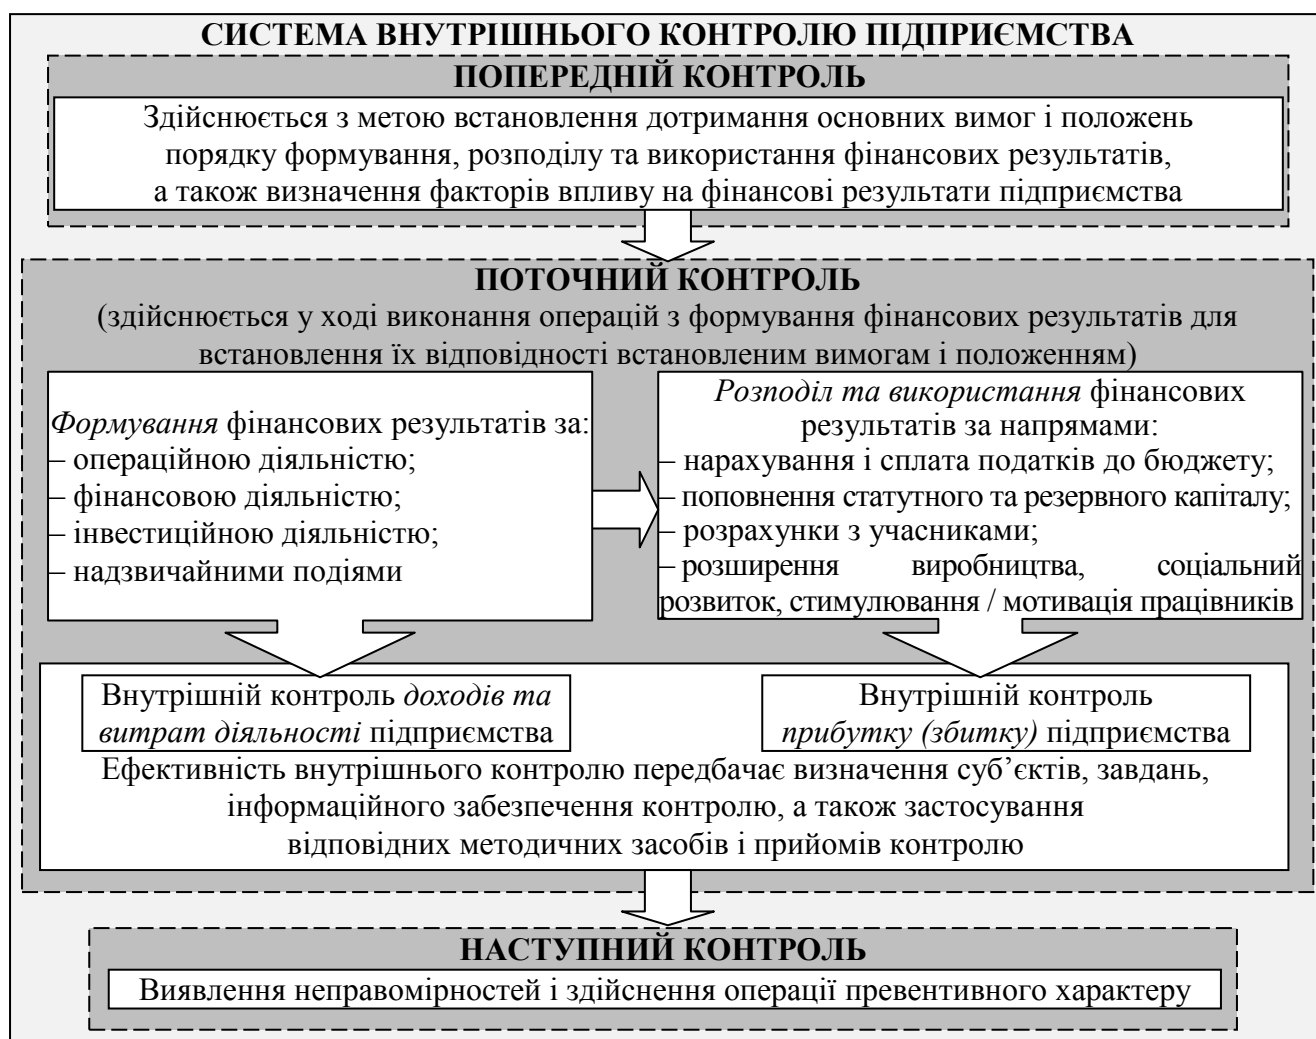 СИСТЕМА ВНУТРІШНЬОГО КОНТРОЛЮ ПІДПРИЄМСТВА
ПОПЕРЕДНІЙ КОНТРОЛЬ
Здійснюється з метою встановлення дотримання основних вимог і положень
порядку формування, розподілу та використання фінансових результатів,
а також визначення факторів впливу на фінансові результати підприємства
ПОТОЧНИЙ КОНТРОЛЬ
(здійснюється у ході виконання операцій з формування фінансових результатів для
встановлення їх відповідності встановленим вимогам і положенням)
Формування фінансових результатів за:
– операційною діяльністю;
– фінансовою діяльністю;
– інвестиційною діяльністю;
– надзвичайними подіями
Розподіл та використання фінансових
результатів за напрямами:
– нарахування і сплата податків до бюджету;
– поповнення статутного та резервного капіталу;
– розрахунки з учасниками;
– розширення виробництва, соціальний
розвиток, стимулювання / мотивація працівників
Внутрішній контроль доходів та
витрат діяльності підприємства
Внутрішній контроль
прибутку (збитку) підприємства
Ефективність внутрішнього контролю передбачає визначення суб’єктів, завдань,
інформаційного забезпечення контролю, а також застосування
відповідних методичних засобів і прийомів контролю
НАСТУПНИЙ КОНТРОЛЬ
Виявлення неправомірностей і здійснення операції превентивного характеру